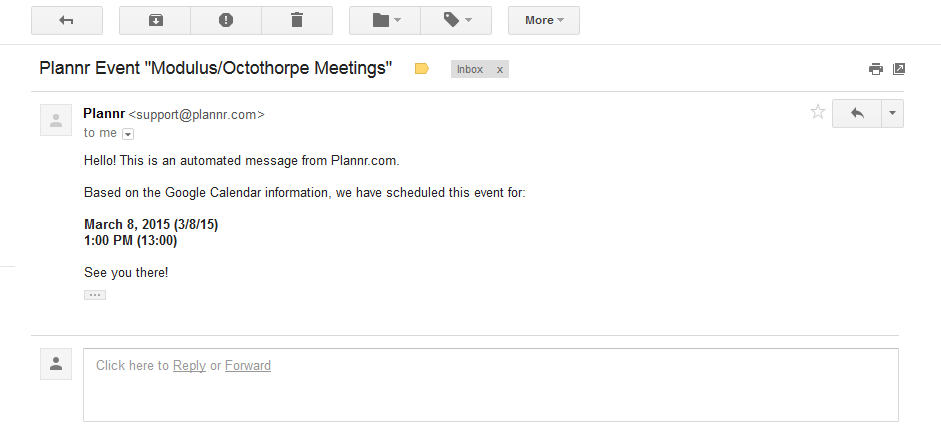 More
Plannr Event "Modulus/Octothorpe Meetings"
Inbox x
Plannr <support@plannr.com>
to me
Hello! This is an automated message from Plannr.com.
Based on the Google Calendar information, we have scheduled this event for:
March 8, 2015 (3/8/15)
1:00 PM (13:00)
See you there!
Click here to Reply or Forward